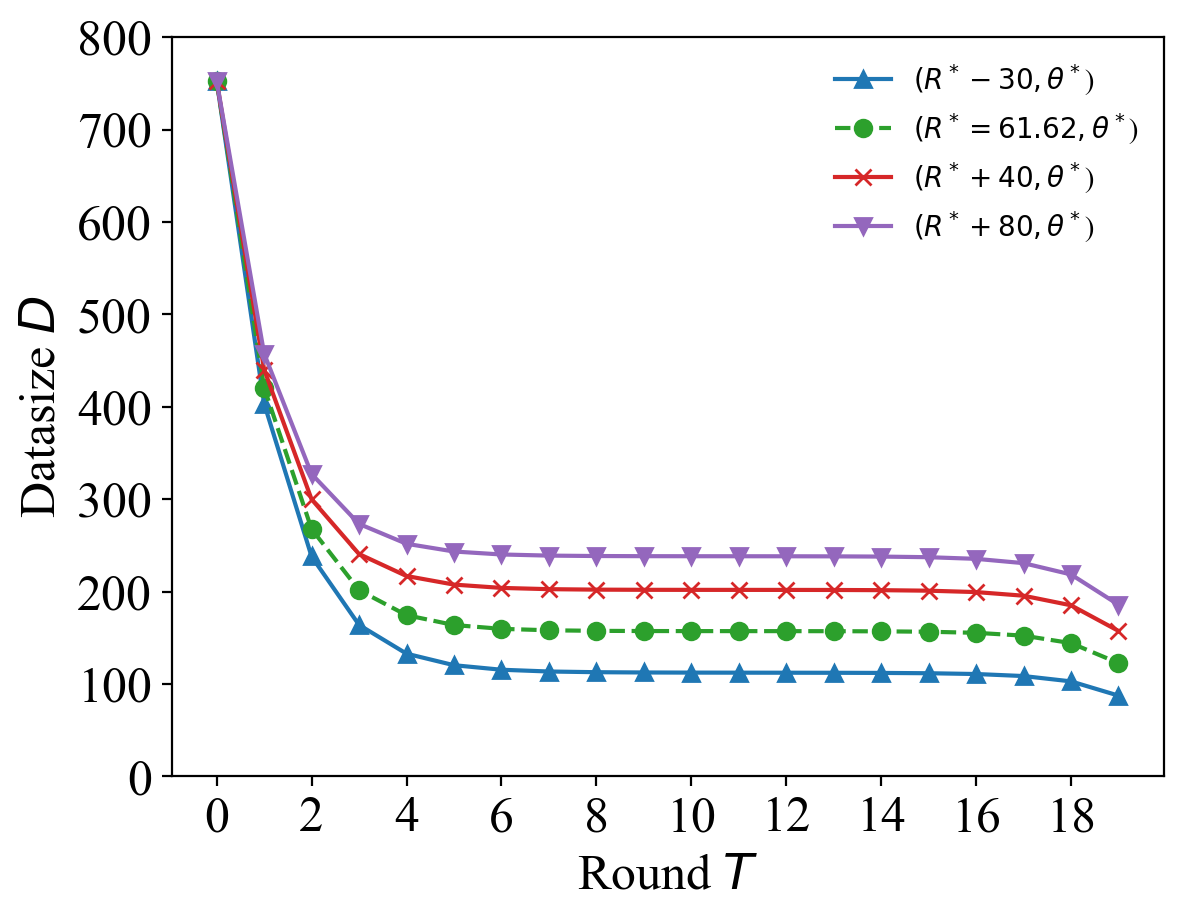 800
700
600
500
400
300
200
100
0
Datasize D
0 2 4 6 8 10 12 14 16 18
Round T
(R* − 30, θ*)
(R* = 61.62, θ*)
(R* + 40, θ*)
(R* + 80, θ*)